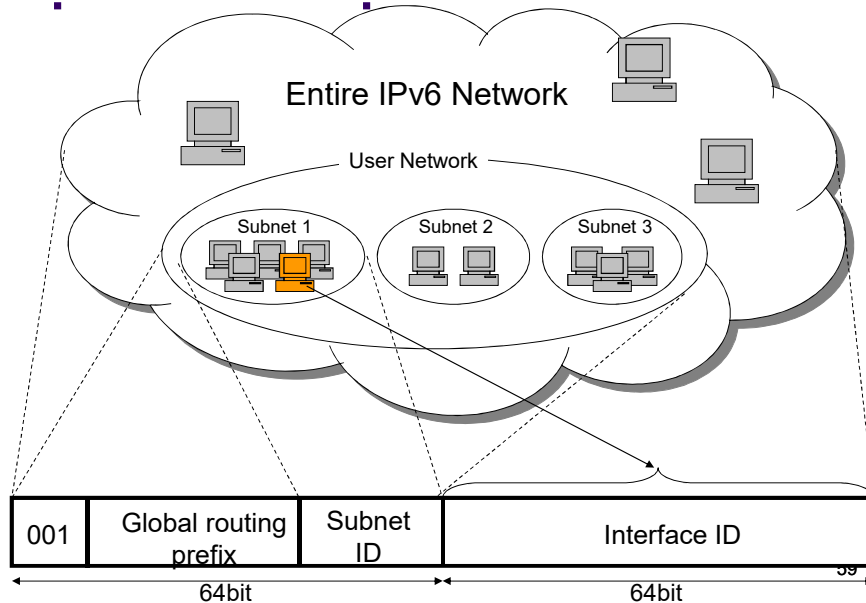 Entire IPv6 Network
User Network
Subnet 1
Subnet 2
Subnet 3
001
Global routing
prefix
Subnet
ID
Interface ID
59
64bit
64bit